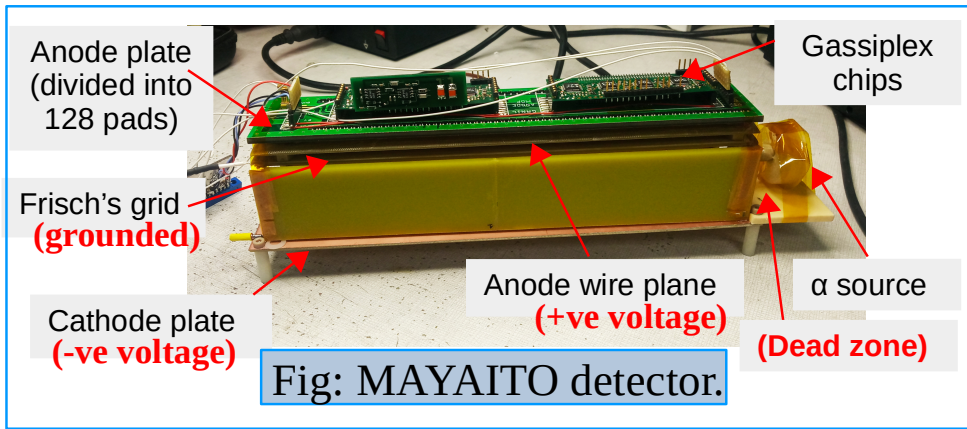 Anode plate
(divided into
128 pads)
Gassiplex
chips
Frisch's grid
(grounded)
Cathode plate
(-ve voltage)
Anode wire plane
(+ve voltage)
α source
(Dead zone)
Fig: MAYAITO detector.